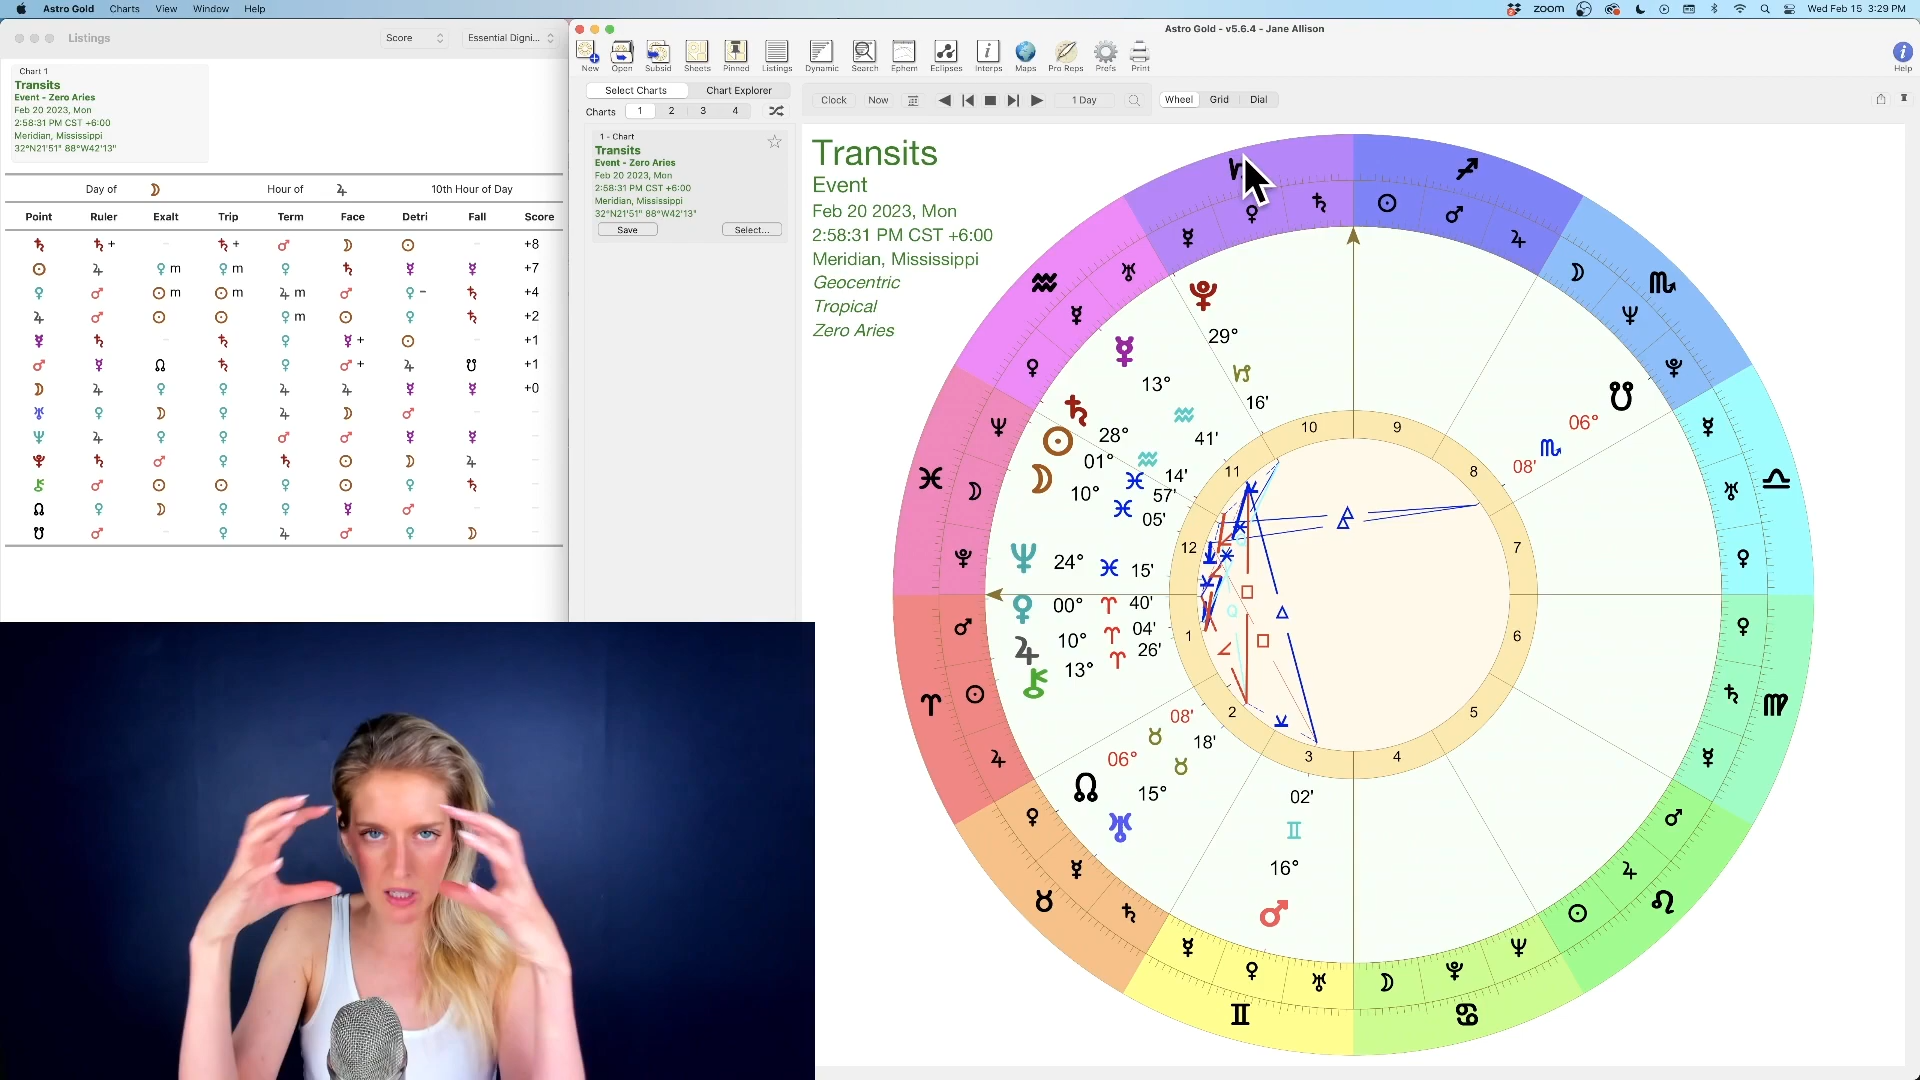 Astro Gold Charts View Window Help
zoom
Wed Feb 15 3:29 PM
Listings
Score
Essential Digni...
Chart 1
Transits
Event - Zero Aries
Feb 20 2023, Mon
2:58:31 PM CST +6:00
Meridian, Mississippi
32°N21'51" 88°W42'13"
Day of ☽ Hour of ♃ 10th Hour of Day
Point Ruler Exalt Trip Term Face Detri Fall Score
♄ ♄ + – ♄ + ♂ ☽ ☉ – +8
☉ ♃ ♀ m ♀ m ♀ ♄ ☿ ☿ +7
♀ ♂ ☉ m ☉ m ♃ m ♂ ♀ – ♄ +4
♃ ♂ ☉ ☉ ♀ m ☉ ♀ ♄ +2
☿ ♄ – ♄ ♀ ☿ + ☉ – +1
♂ ☿ ☊ ♄ ♀ ♂ + ♃ ☋ +1
☽ ♃ ♀ ♀ ♃ ♃ ☿ ☿ +0
♅ ♀ ☽ ♀ ♃ ☽ ♂ – –
♆ ♃ ♀ ♀ ♂ ♂ ☿ ☿ –
♇ ♄ ♂ ♀ ♄ ☉ ☽ ♃ –
⚷ ♂ ☉ ☉ ♀ ☉ ♀ ♄ –
☊ ♀ ☽ ♀ ♀ ☿ ♂ – –
☋ ♂ – ♀ ♃ ♂ ♀ ☽ –
Astro Gold - v5.6.4 - Jane Allison
New Open Subsid Sheets Pinned Listings Dynamic Search Ephem Eclipses Interps Maps Pro Reps Prefs Print Help
Select Charts Chart Explorer
Charts 1 2 3 4
Clock Now 1 Day Wheel Grid Dial
1 - Chart
Transits
Event - Zero Aries
Feb 20 2023, Mon
2:58:31 PM CST +6:00
Meridian, Mississippi
32°N21'51" 88°W42'13"
Save Select...
Transits
Event
Feb 20 2023, Mon
2:58:31 PM CST +6:00
Meridian, Mississippi
Geocentric
Tropical
Zero Aries
♇ 29° ♑ 16'
☿ 13° ♒ 41'
♄ 28° ♒ 14'
☉ 01° ♓ 57'
☽ 10° ♓ 05'
♆ 24° ♓ 15'
♀ 00° ♈ 40'
♃ 10° ♈ 04'
⚷ 13° ♈ 26'
☊ 06° ♉ 08'
♅ 15° ♉ 18'
♂ 16° ♊ 02'
☋ 06° ♏ 08'
1
2
3
4
5
6
7
8
9
10
11
12